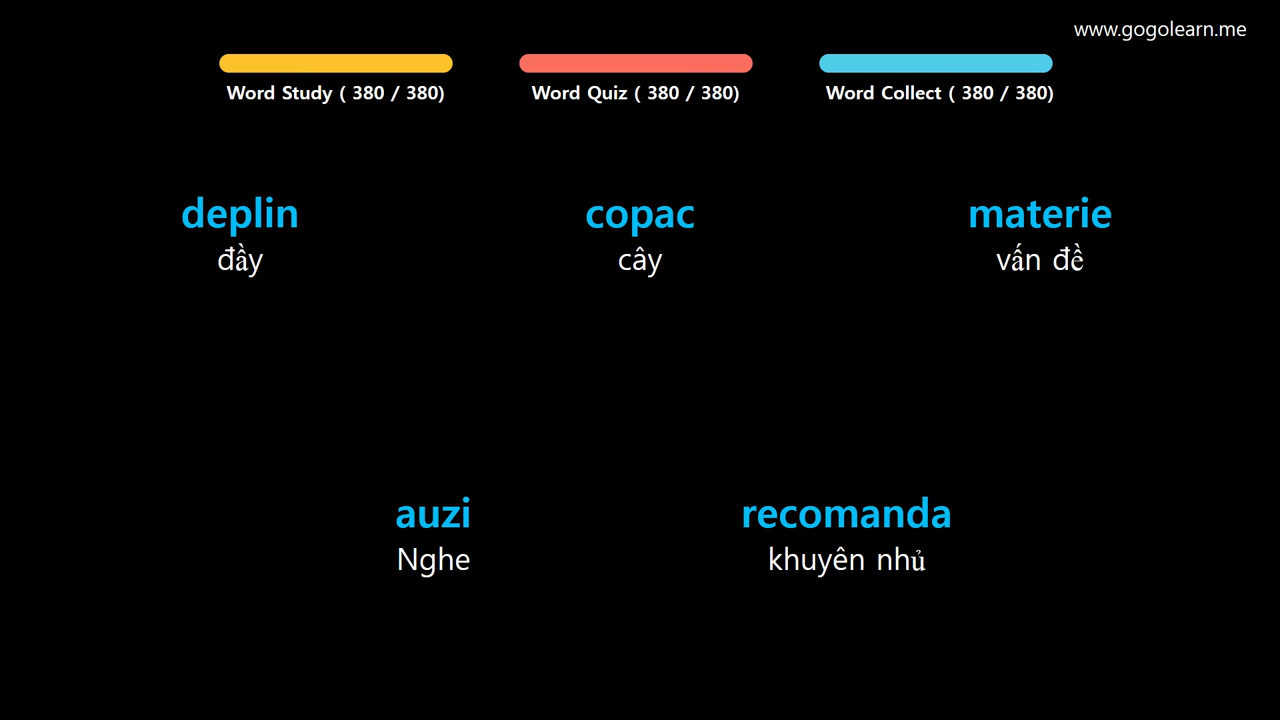 www.gogolearn.me
Word Study ( 380 / 380)
Word Quiz ( 380 / 380)
Word Collect ( 380 / 380)
deplin
đầy
copac
cây
materie
vấn đề
auzi
Nghe
recomanda
khuyên nhủ